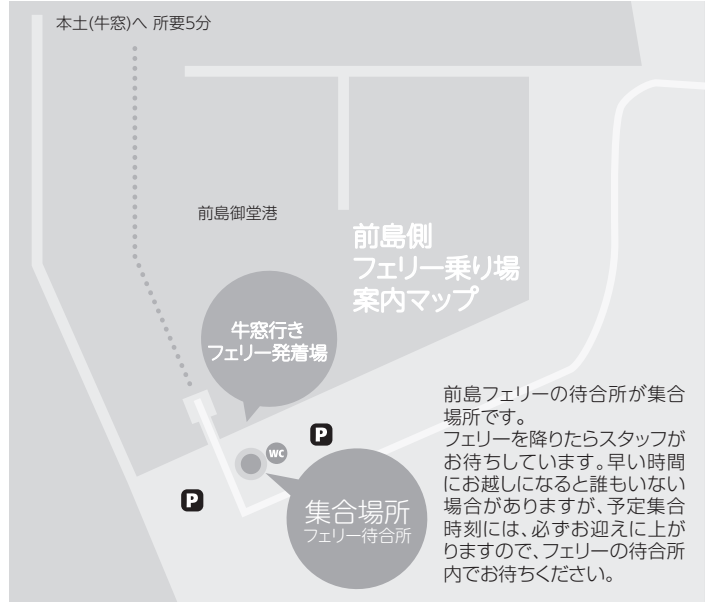 本土(牛窓)へ 所要5分
前島御堂港
前島側
フェリー乗り場
案内マップ
牛窓行き
フェリー発着場
P
WC
P
集合場所
フェリー待合所
前島フェリーの待合所が集合
場所です。
フェリーを降りたらスタッフが
お待ちしています。早い時間
にお越しになると誰もいない
場合がありますが、予定集合
時刻には、必ずお迎えに上が
りますので、フェリーの待合所
内でお待ちください。